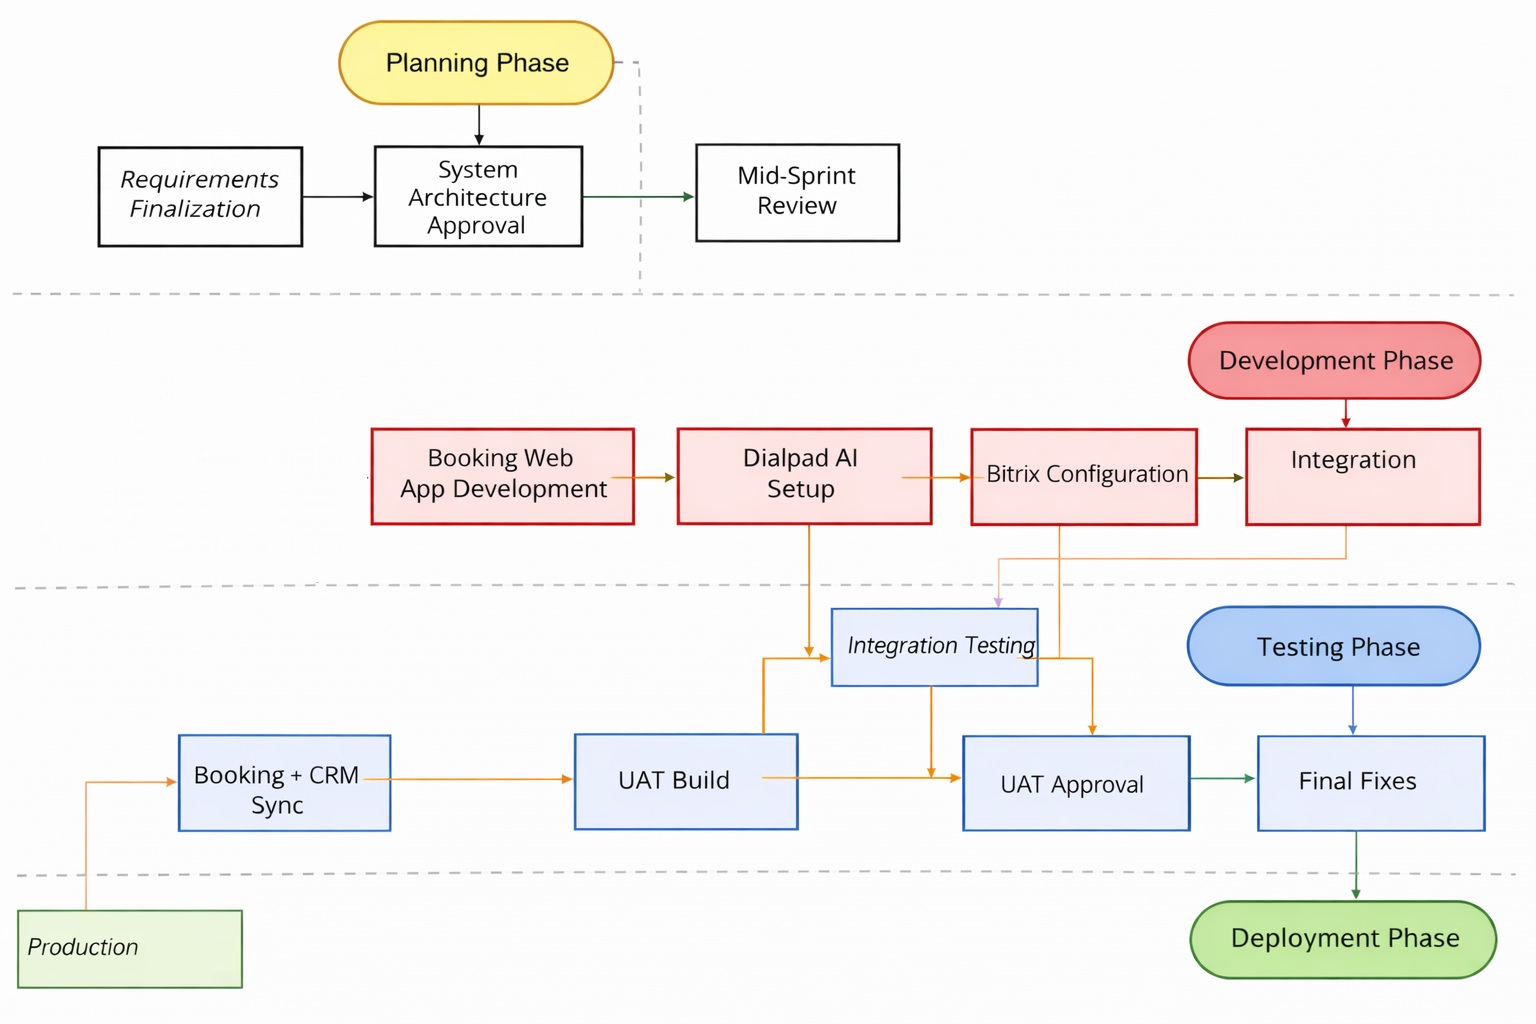 Planning Phase
Requirements
Finalization
System
Architecture
Approval
Mid-Sprint
Review
Development Phase
Booking Web
App Development
Dialpad AI
Setup
Bitrix Configuration
Integration
Integration Testing
Testing Phase
Booking + CRM
Sync
UAT Build
UAT Approval
Final Fixes
Production
Deployment Phase